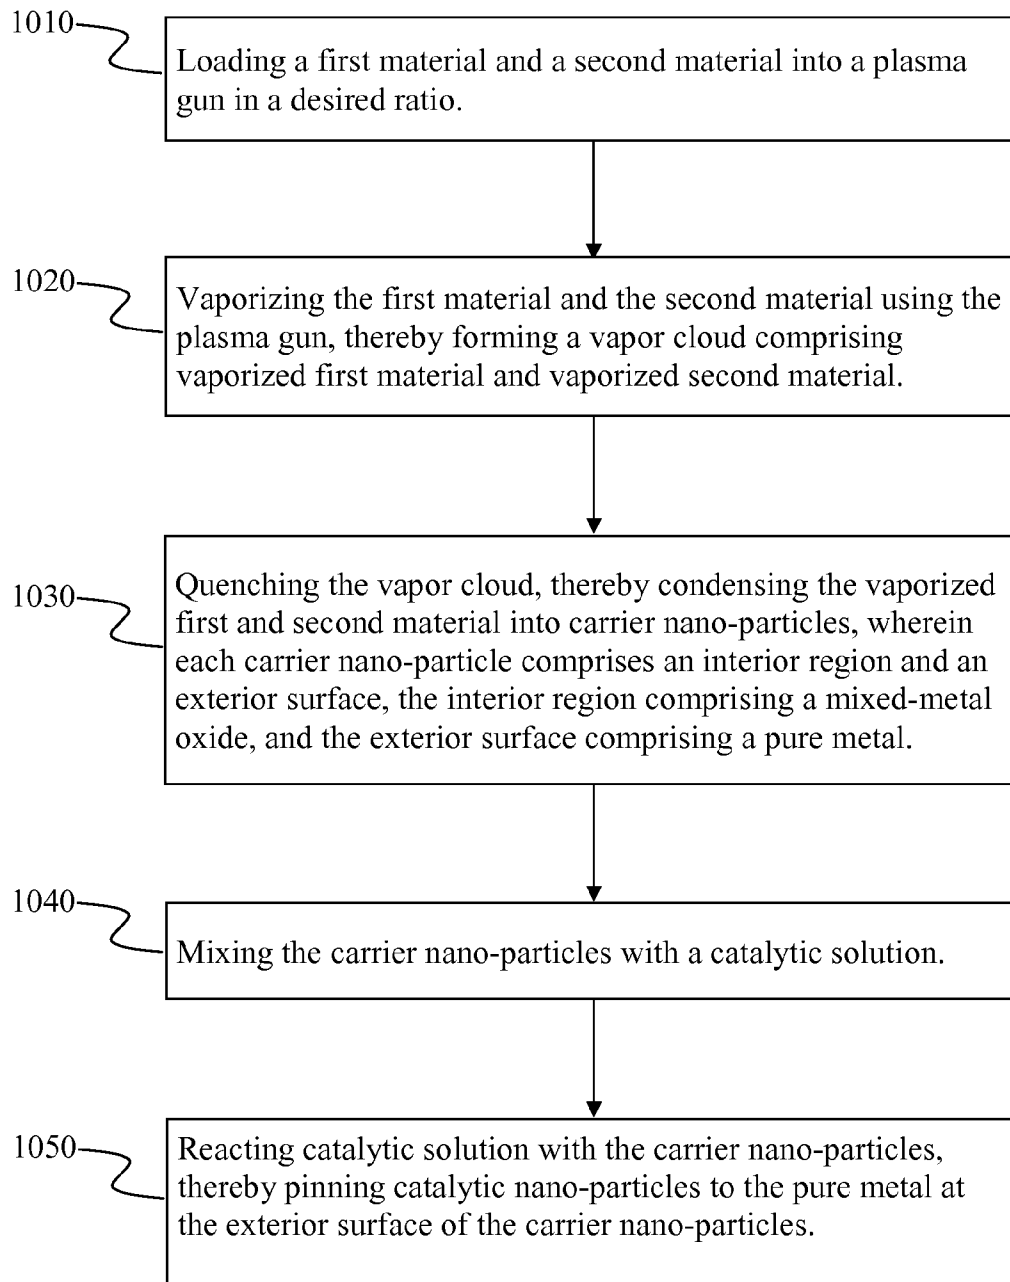 1010
Loading a first material and a second material into a plasma
gun in a desired ratio.
1020
Vaporizing the first material and the second material using the
plasma gun, thereby forming a vapor cloud comprising
vaporized first material and vaporized second material.
1030
Quenching the vapor cloud, thereby condensing the vaporized
first and second material into carrier nano-particles, wherein
each carrier nano-particle comprises an interior region and an
exterior surface, the interior region comprising a mixed-metal
oxide, and the exterior surface comprising a pure metal.
1040
Mixing the carrier nano-particles with a catalytic solution.
1050
Reacting catalytic solution with the carrier nano-particles,
thereby pinning catalytic nano-particles to the pure metal at
the exterior surface of the carrier nano-particles.